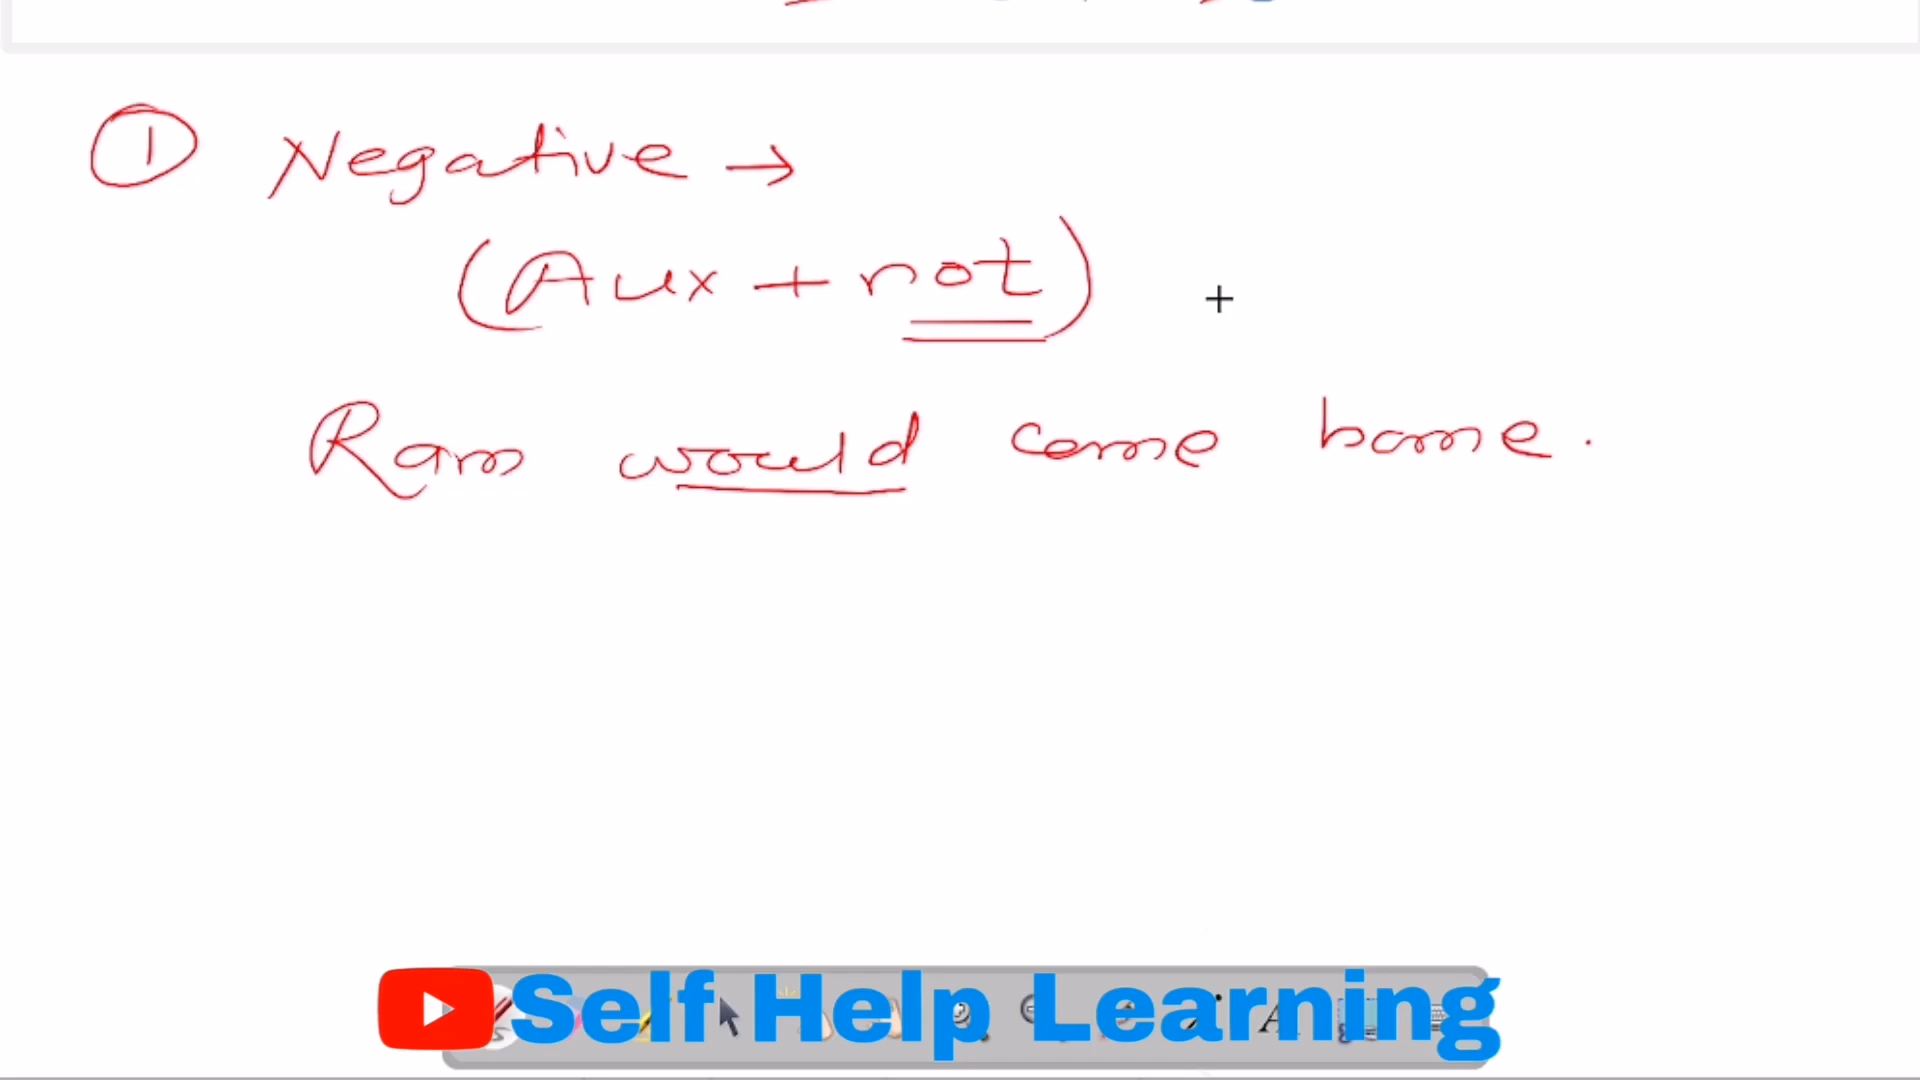 ① Negative →
(Aux + not)
Ram would come home.
Self Help Learning